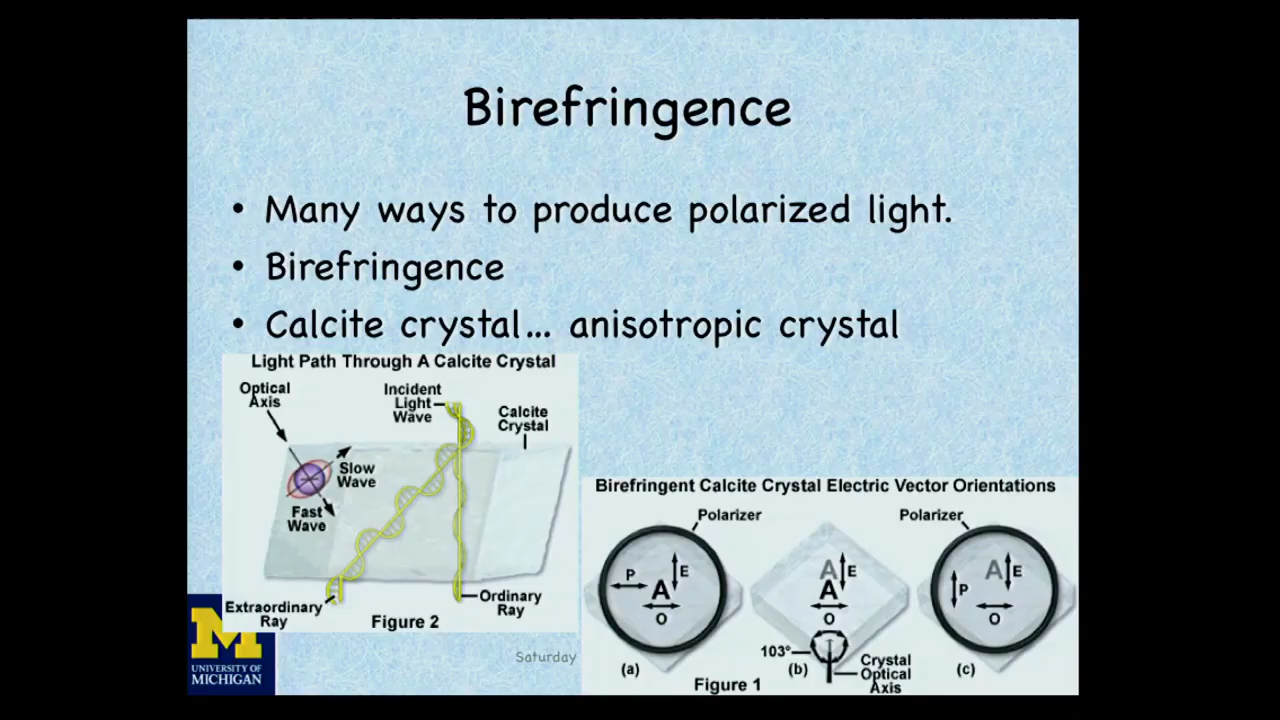 Birefringence
• Many ways to produce polarized light.
• Birefringence
• Calcite crystal... anisotropic crystal
Light Path Through A Calcite Crystal
Optical
Axis
Incident
Light
Wave
Calcite
Crystal
Slow
Wave
Fast
Wave
Extraordinary
Ray
Ordinary
Ray
Figure 2
Birefringent Calcite Crystal Electric Vector Orientations
Polarizer
P
E
A
O
(a)
A
E
A
O
103°
(b)
Crystal
Optical
Axis
Polarizer
A
E
P
O
(c)
Figure 1
Saturday
M
UNIVERSITY OF
MICHIGAN